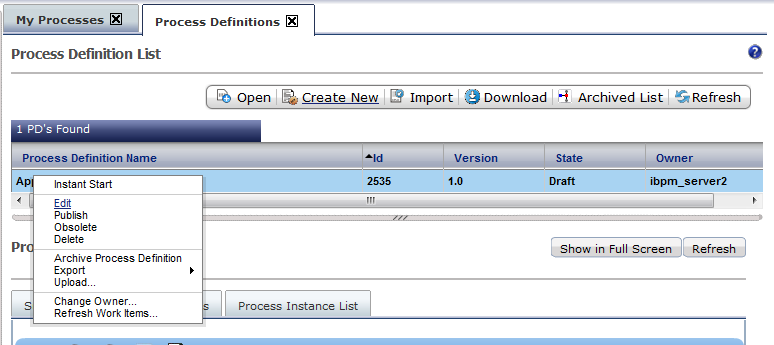 My Processes
Process Definitions
Process Definition List
Open Create New Import Download Archived List Refresh
1 PD's Found
Process Definition Name Id Version State Owner
App 2535 1.0 Draft ibpm_server2
Instant Start
Edit
Publish
Obsolete
Delete
Show in Full Screen Refresh
Archive Process Definition
Export
Upload...
Process Instance List
Change Owner...
Refresh Work Items...